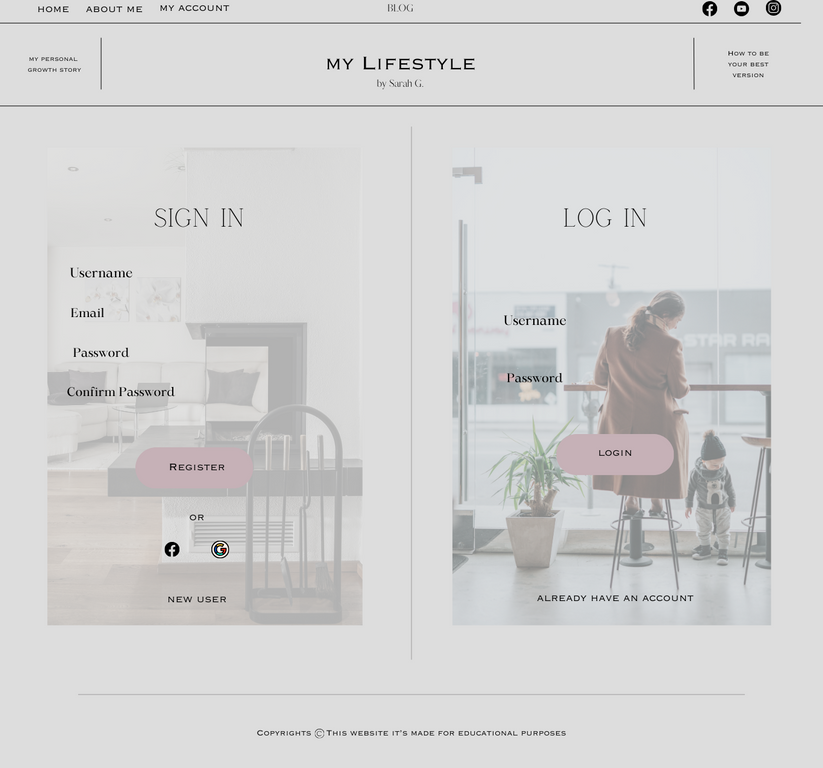 HOME ABOUT ME MY ACCOUNT BLOG
MY PERSONAL
GROWTH STORY
MY LIFESTYLE
by Sarah G.
HOW TO BE
YOUR BEST
VERSION
SIGN IN
Username
Email
Password
Confirm Password
REGISTER
OR
NEW USER
LOG IN
Username
Password
LOGIN
STAR RA
ALREADY HAVE AN ACCOUNT
COPYRIGHTS ©THIS WEBSITE IT'S MADE FOR EDUCATIONAL PURPOSES